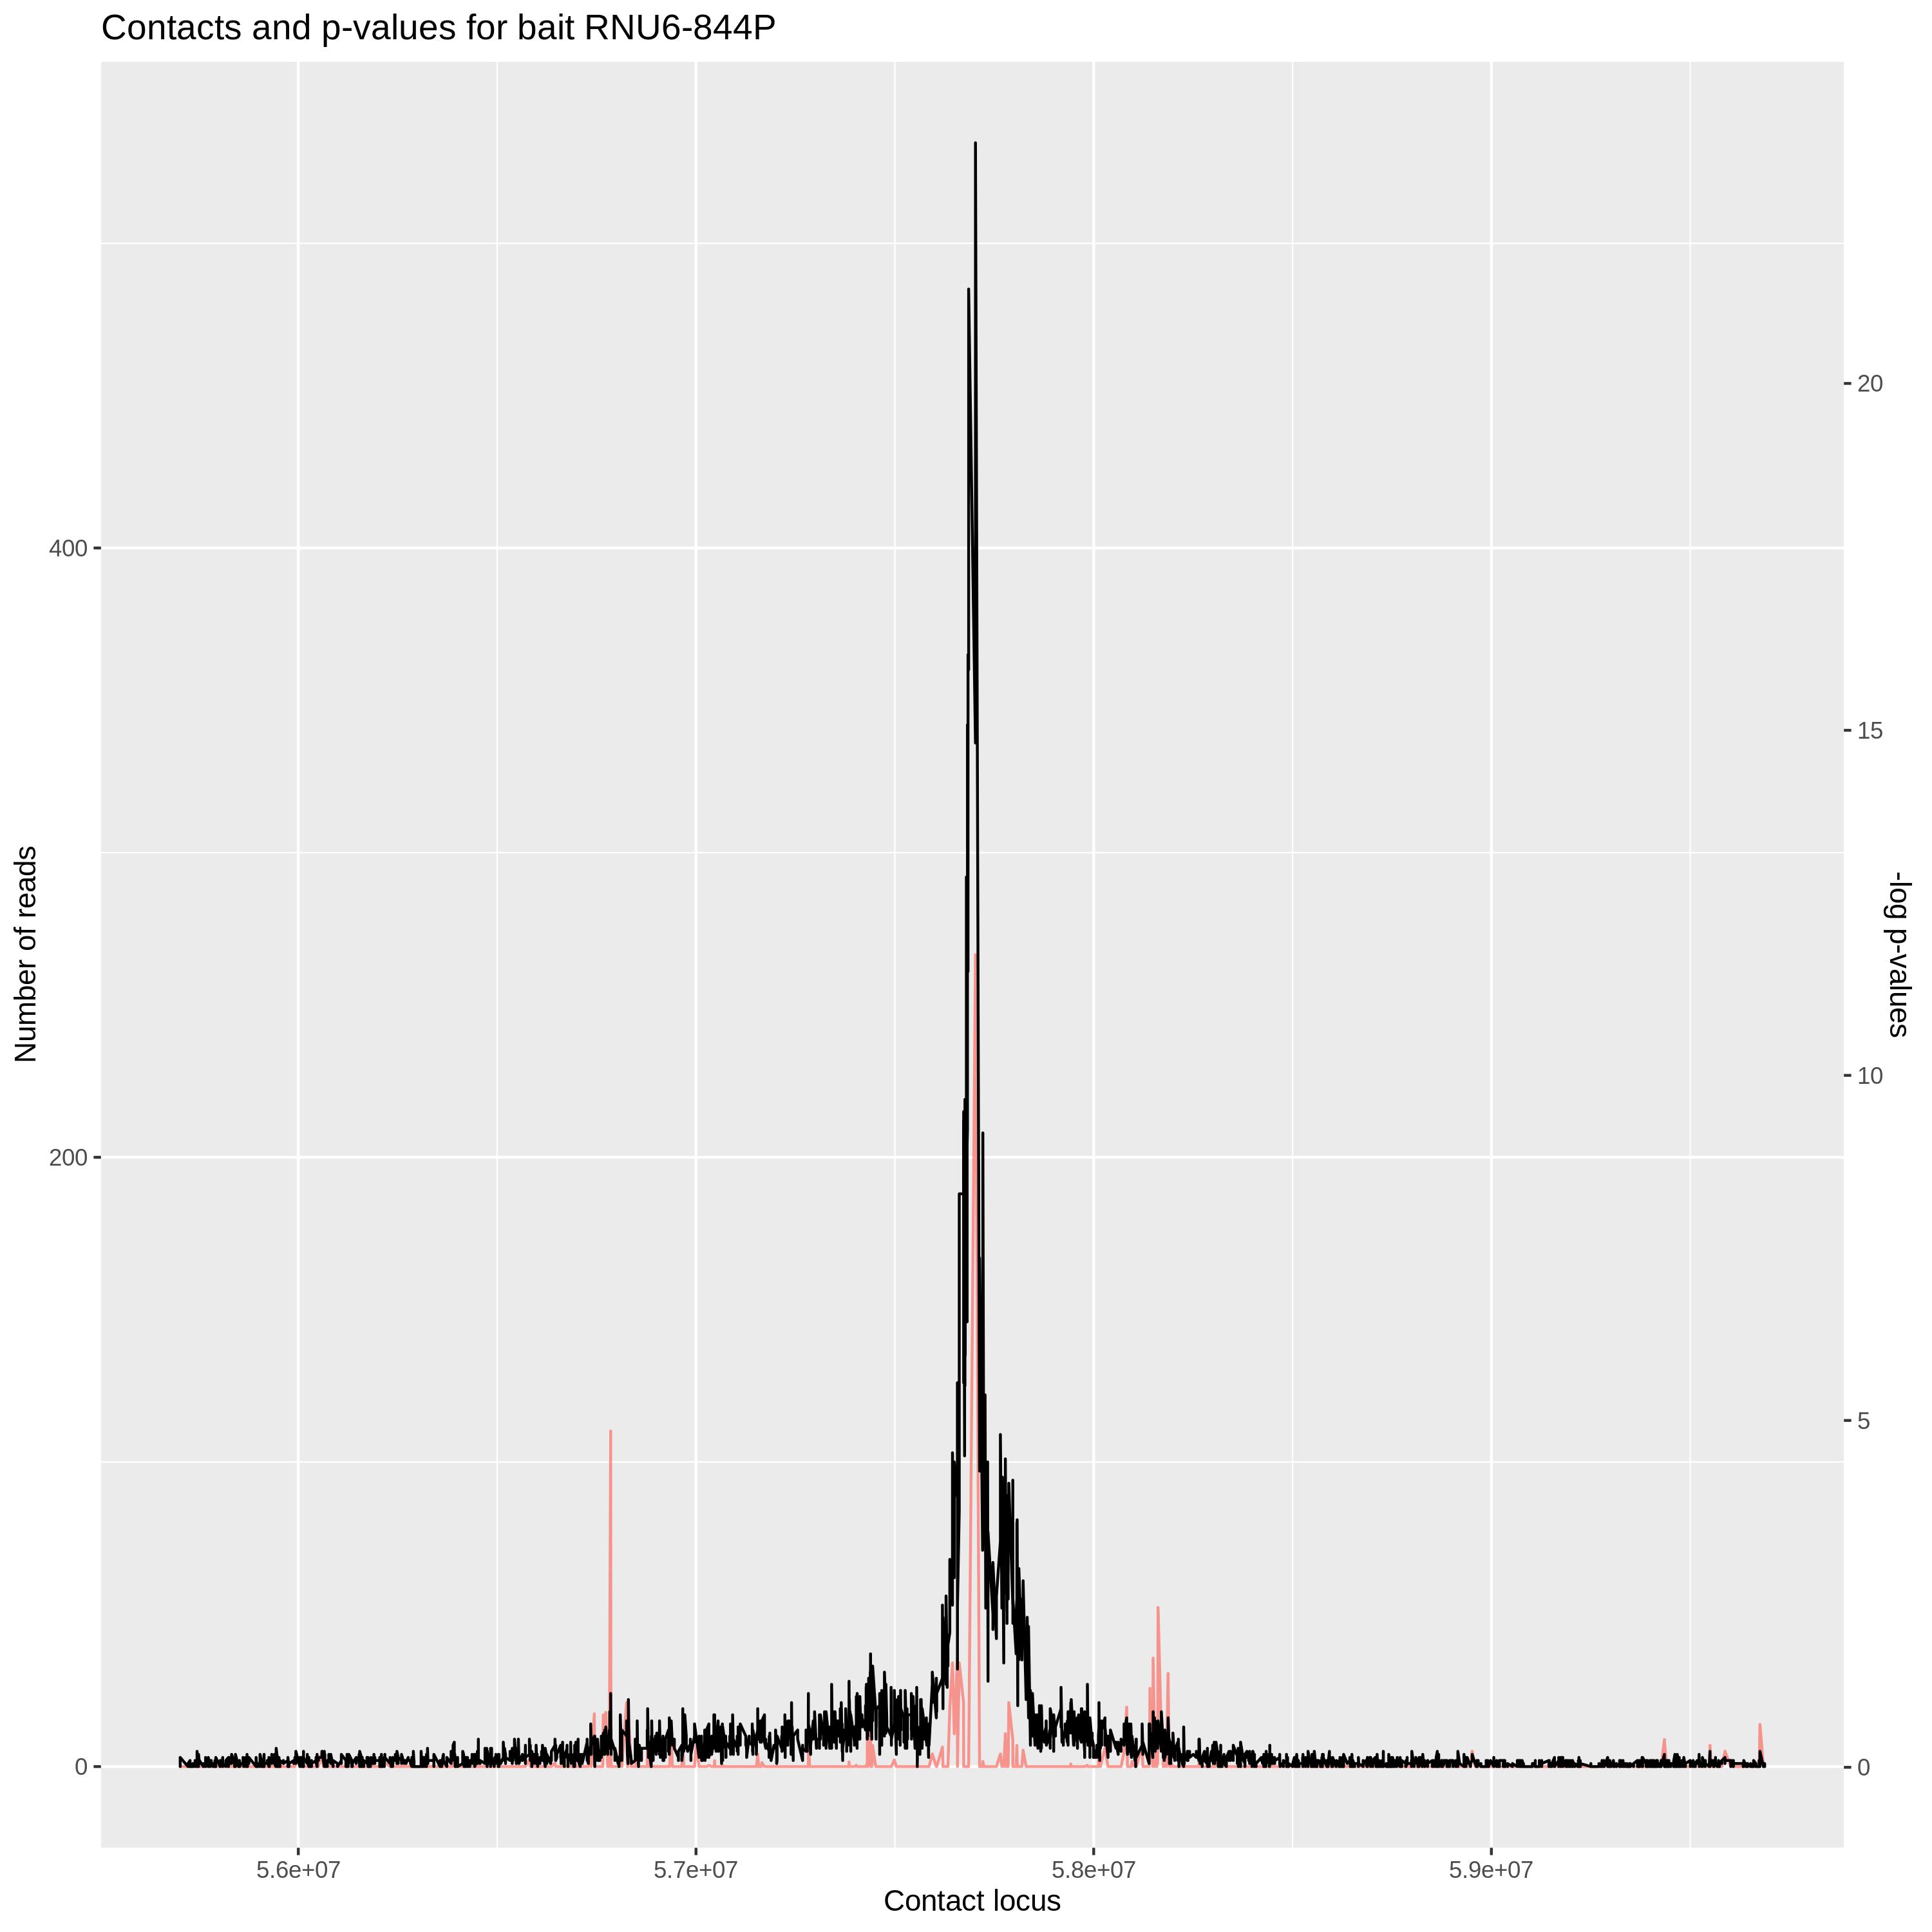 Contacts and p-values for bait RNU6-844P
Number of reads
400
200
0
20
15
10
5
0
-log p-values
5.6e+07 5.7e+07 5.8e+07 5.9e+07
Contact locus